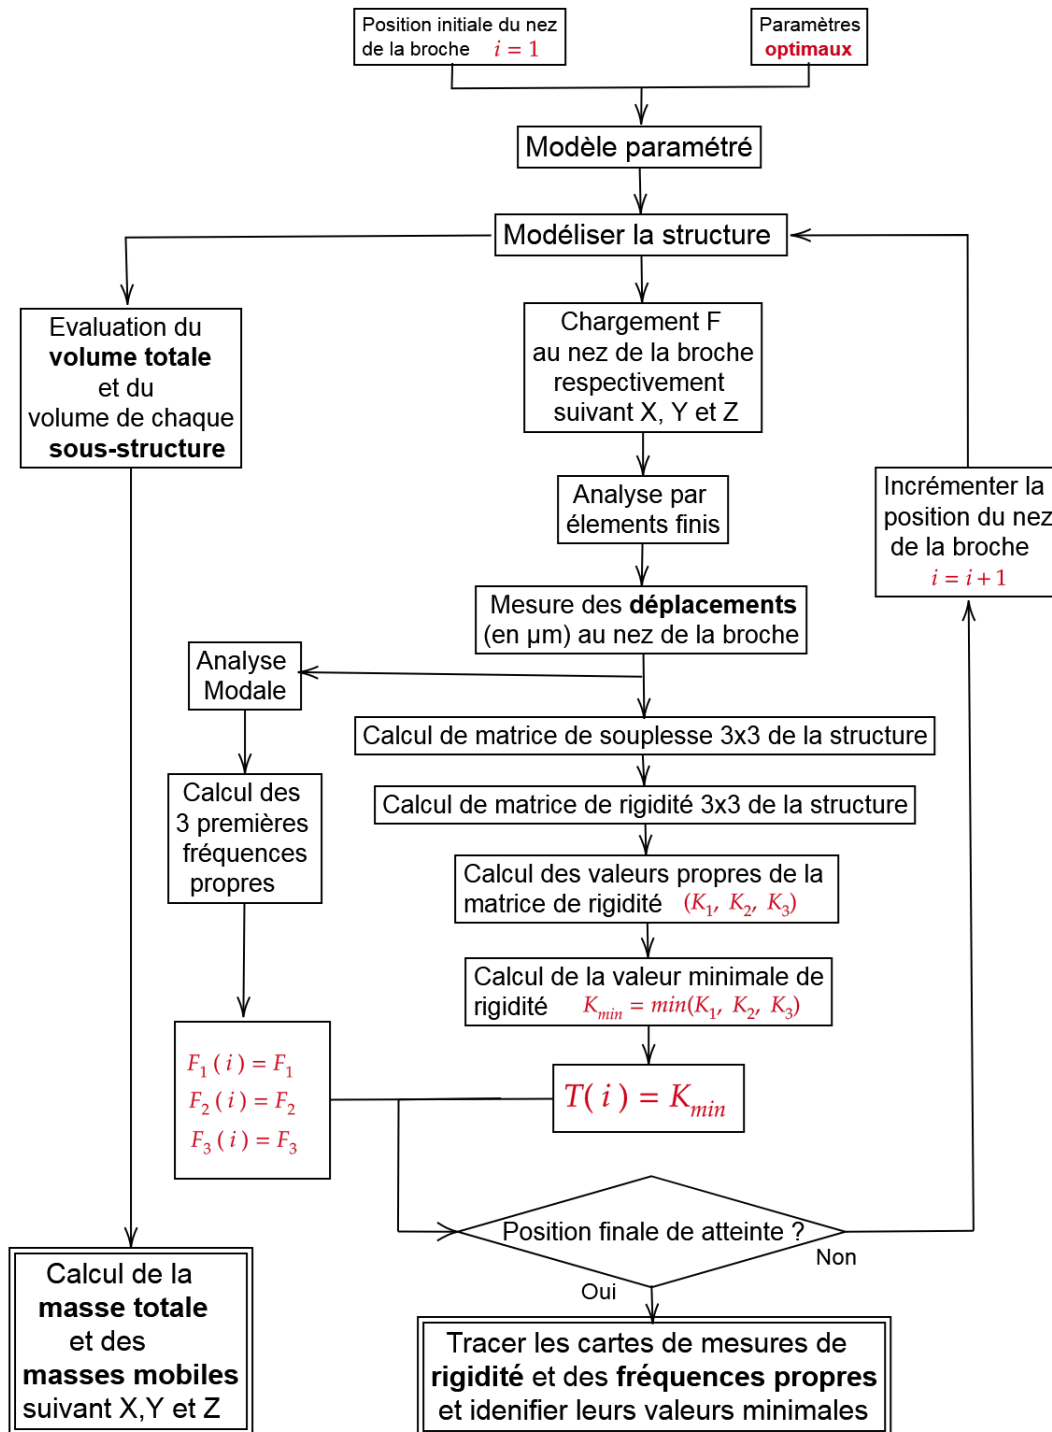 Position initiale du nez
de la broche i = 1
Paramètres
optimaux
Modèle paramétré
Modéliser la structure
Evaluation du
volume totale
et du
volume de chaque
sous-structure
Chargement F
au nez de la broche
respectivement
suivant X, Y et Z
Analyse par
élements finis
Incrémenter la
position du nez
de la broche
i = i + 1
Mesure des déplacements
(en µm) au nez de la broche
Analyse
Modale
Calcul de matrice de souplesse 3x3 de la structure
Calcul des
3 premières
fréquences
propres
Calcul de matrice de rigidité 3x3 de la structure
Calcul des valeurs propres de la
matrice de rigidité (K₁, K₂, K₃)
Calcul de la valeur minimale de
rigidité K_min = min(K₁, K₂, K₃)
F₁ ( i ) = F₁
F₂ ( i ) = F₂
F₃ ( i ) = F₃
T( i ) = K_min
Position finale de atteinte ?
Non
Oui
Calcul de la
masse totale
et des
masses mobiles
suivant X,Y et Z
Tracer les cartes de mesures de
rigidité et des fréquences propres
et idenifier leurs valeurs minimales